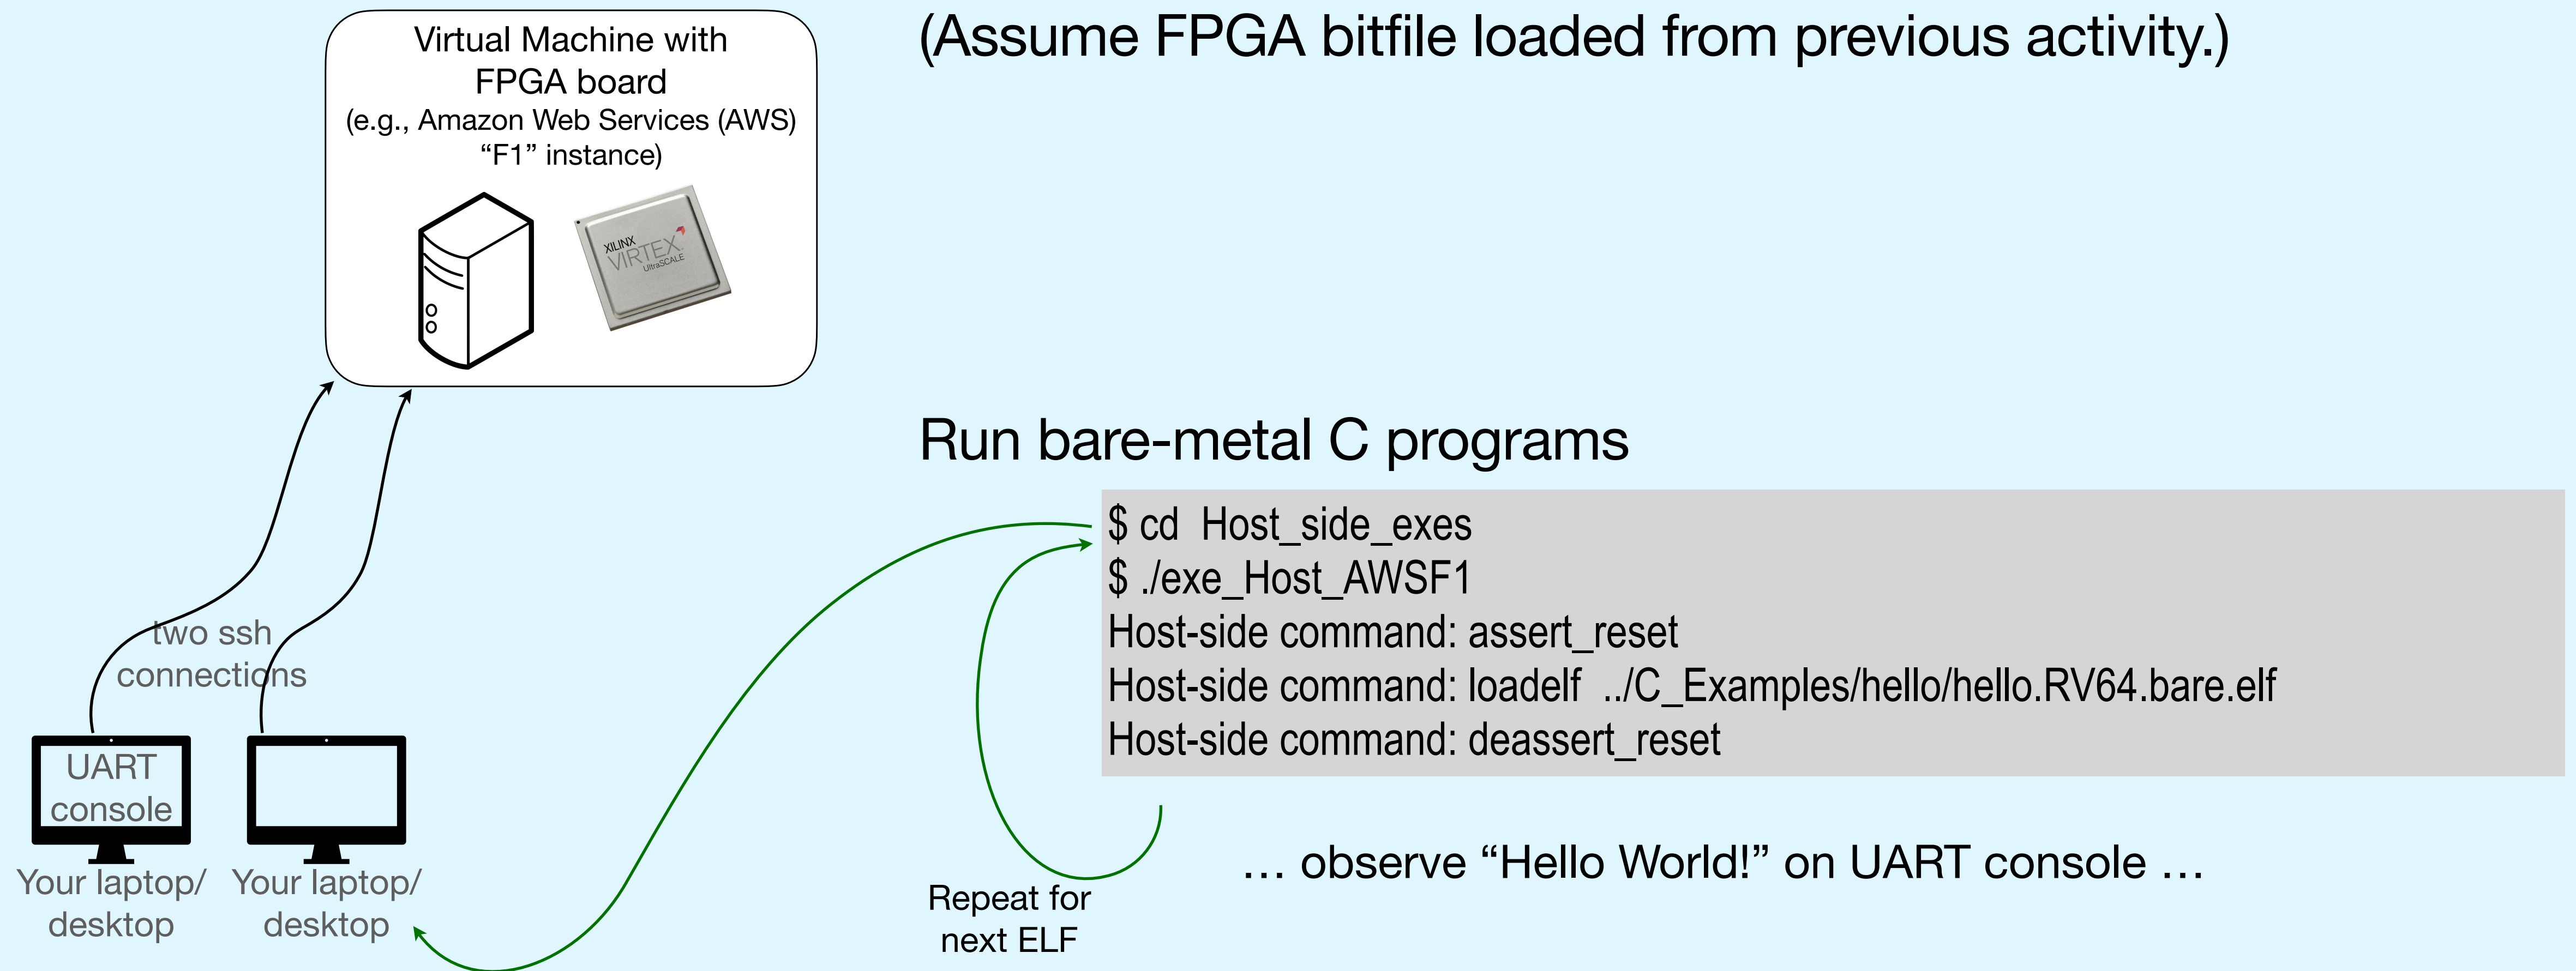 Virtual Machine with
FPGA board
(e.g., Amazon Web Services (AWS)
“F1” instance)
XILINX
VIRTEX
UltraSCALE
(Assume FPGA bitfile loaded from previous activity.)
Run bare-metal C programs
$ cd  Host_side_exes
$ ./exe_Host_AWSF1
Host-side command: assert_reset
Host-side command: loadelf  ../C_Examples/hello/hello.RV64.bare.elf
Host-side command: deassert_reset
… observe “Hello World!” on UART console …
Repeat for
next ELF
two ssh
connections
UART
console
Your laptop/
desktop
Your laptop/
desktop